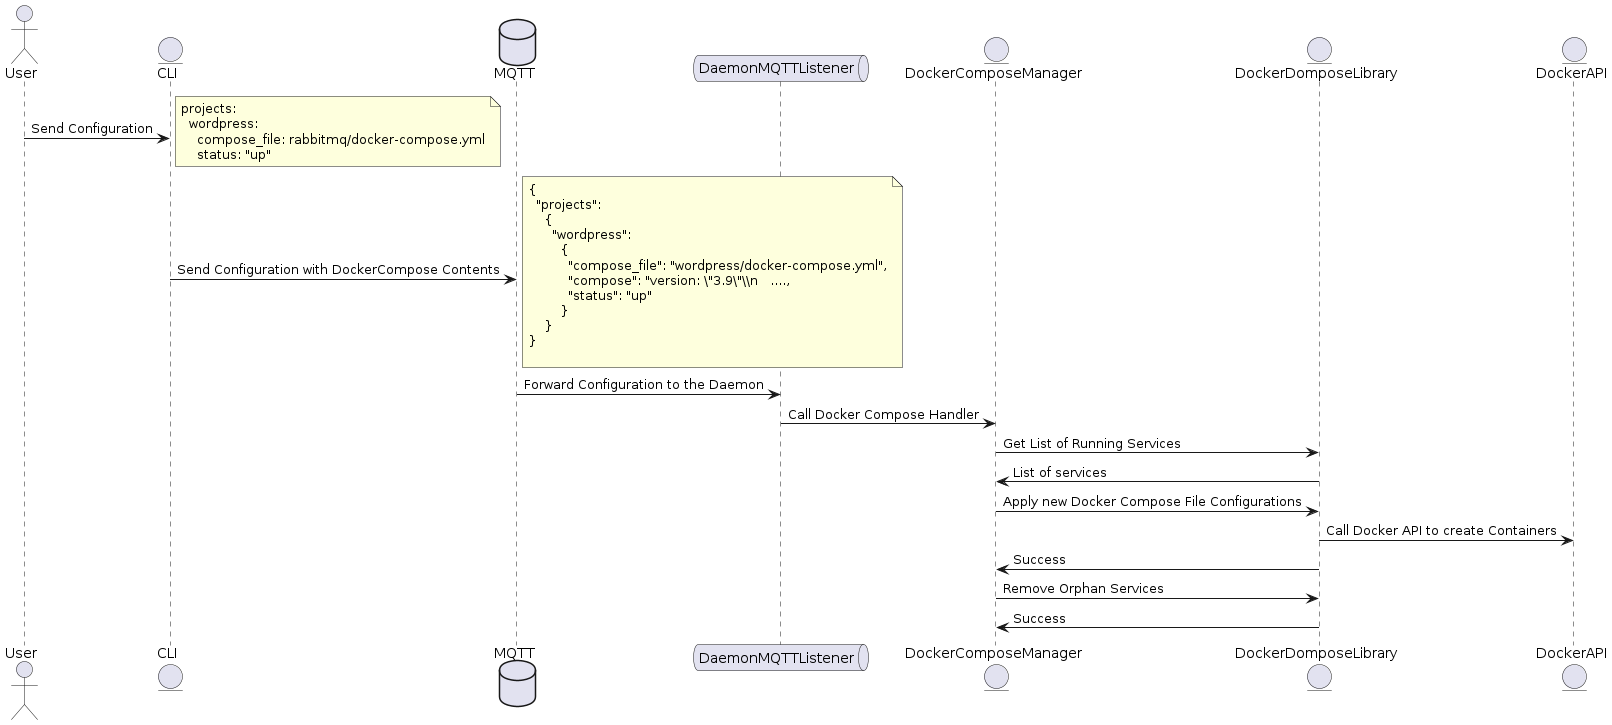 User
CLI
MQTT
DaemonMQTTListener
DockerComposeManager
DockerDomposeLibrary
DockerAPI
Send Configuration
projects:
  wordpress:
    compose_file: rabbitmq/docker-compose.yml
    status: "up"
Send Configuration with DockerCompose Contents
{
  "projects":
    {
      "wordpress":
        {
          "compose_file": "wordpress/docker-compose.yml",
          "compose": "version: \"3.9\"\\n   ....,
          "status": "up"
        }
    }
}
Forward Configuration to the Daemon
Call Docker Compose Handler
Get List of Running Services
List of services
Apply new Docker Compose File Configurations
Call Docker API to create Containers
Success
Remove Orphan Services
Success
User
CLI
MQTT
DaemonMQTTListener
DockerComposeManager
DockerDomposeLibrary
DockerAPI